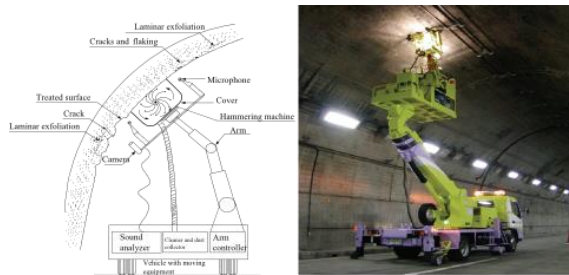 Laminar exfoliation
Cracks and flaking
Microphone
Cover
Treated surface
Hammering machine
Crack
Laminar exfoliation
Arm
Camera
Sound
analyzer
Cleaner and dust
collector
Arm
controller
Vehicle with moving
equipment